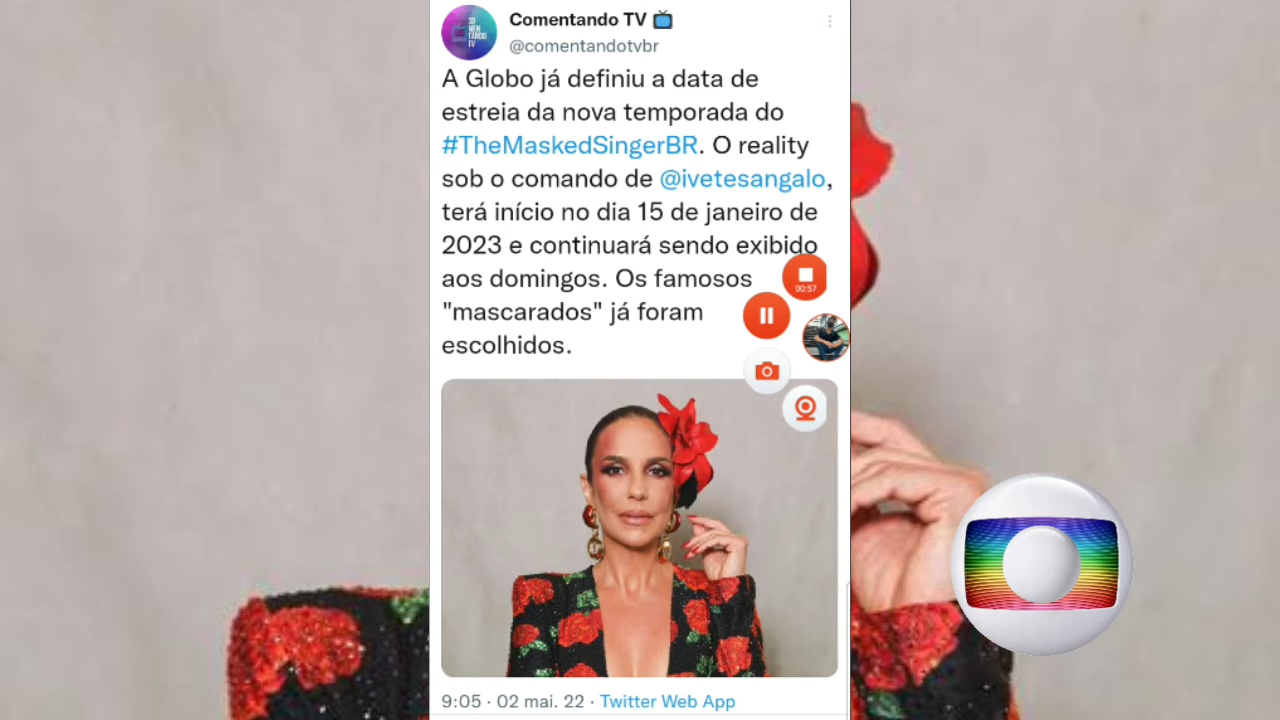 Comentando TV
@comentandotvbr
A Globo já definiu a data de
estreia da nova temporada do
#TheMaskedSingerBR. O reality
sob o comando de @ivetesangalo,
terá início no dia 15 de janeiro de
2023 e continuará sendo exibido
aos domingos. Os famosos
"mascarados" já foram
escolhidos.
00:57
9:05 · 02 mai. 22 · Twitter Web App